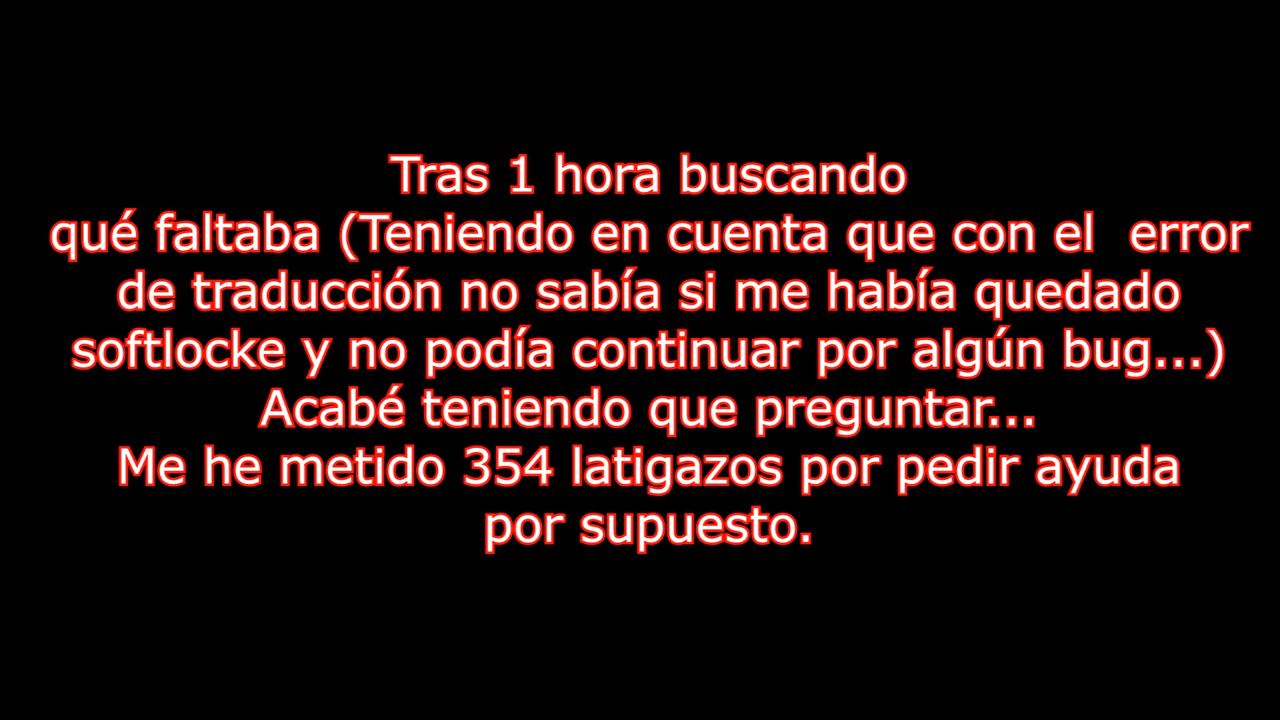 Tras 1 hora buscando
qué faltaba (Teniendo en cuenta que con el  error
de traducción no sabía si me había quedado
softlocke y no podía continuar por algún bug...)
Acabé teniendo que preguntar...
Me he metido 354 latigazos por pedir ayuda
por supuesto.